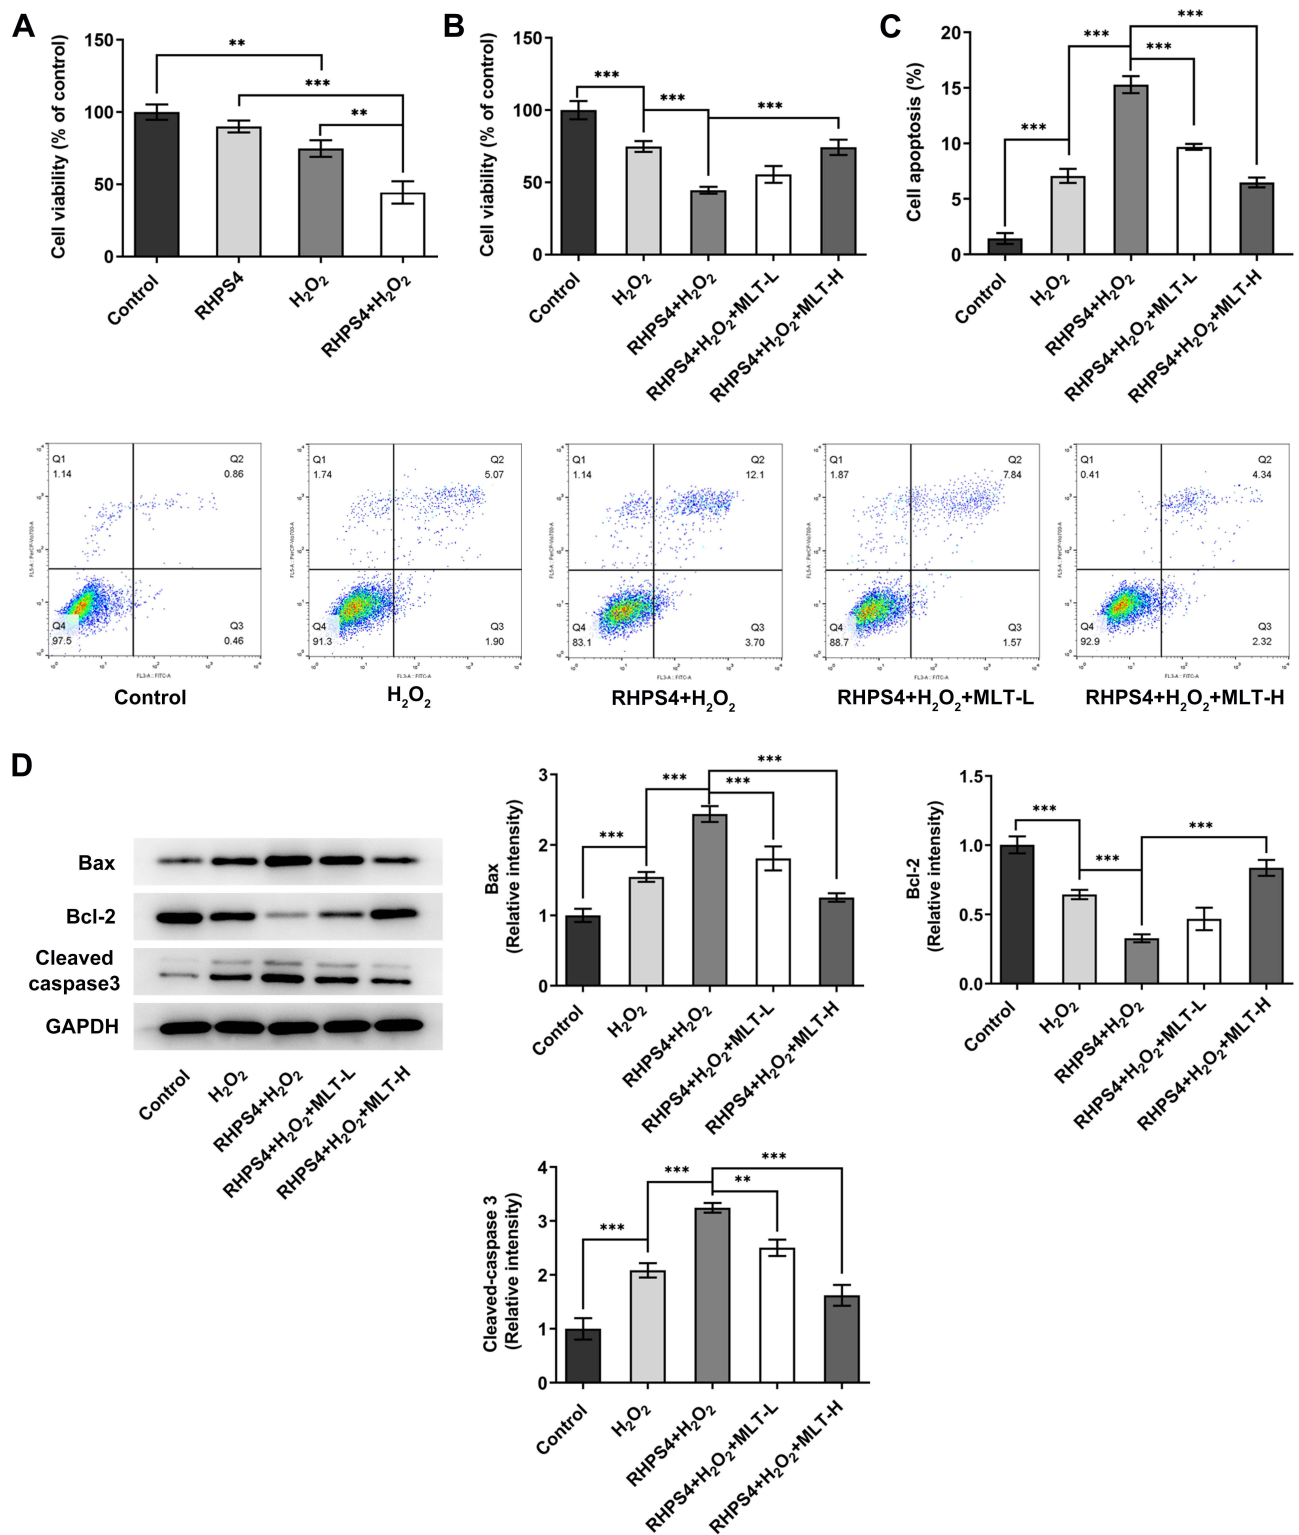 A
Cell viability (% of control)
150
100
50
0
**
***
**
Control
RHPS4
H₂O₂
RHPS4+H₂O₂
B
Cell viability (% of control)
150
100
50
0
***
***
***
Control
H₂O₂
RHPS4+H₂O₂
RHPS4+H₂O₂+MLT-L
RHPS4+H₂O₂+MLT-H
C
Cell apoptosis (%)
20
15
10
5
0
***
***
***
***
Control
H₂O₂
RHPS4+H₂O₂
RHPS4+H₂O₂+MLT-L
RHPS4+H₂O₂+MLT-H
Q1
1.14
Q2
0.86
Q4
97.5
Q3
0.46
FL3-A :: FITC-A
Control
Q1
1.74
Q2
5.07
Q4
91.3
Q3
1.90
FL3-A :: FITC-A
H₂O₂
Q1
1.14
Q2
12.1
Q4
83.1
Q3
3.70
FL3-A :: FITC-A
RHPS4+H₂O₂
Q1
1.87
Q2
7.84
Q4
88.7
Q3
1.57
FL3-A :: FITC-A
RHPS4+H₂O₂+MLT-L
Q1
0.41
Q2
4.34
Q4
92.9
Q3
2.32
FL3-A :: FITC-A
RHPS4+H₂O₂+MLT-H
D
Bax
Bcl-2
Cleaved
caspase3
GAPDH
Control
H₂O₂
RHPS4+H₂O₂
RHPS4+H₂O₂+MLT-L
RHPS4+H₂O₂+MLT-H
Bax
(Relative intensity)
3
2
1
0
***
***
***
***
Control
H₂O₂
RHPS4+H₂O₂
RHPS4+H₂O₂+MLT-L
RHPS4+H₂O₂+MLT-H
Bcl-2
(Relative intensity)
1.5
1.0
0.5
0.0
***
***
***
Control
H₂O₂
RHPS4+H₂O₂
RHPS4+H₂O₂+MLT-L
RHPS4+H₂O₂+MLT-H
Cleaved-caspase 3
(Relative intensity)
4
3
2
1
0
***
***
**
***
Control
H₂O₂
RHPS4+H₂O₂
RHPS4+H₂O₂+MLT-L
RHPS4+H₂O₂+MLT-H